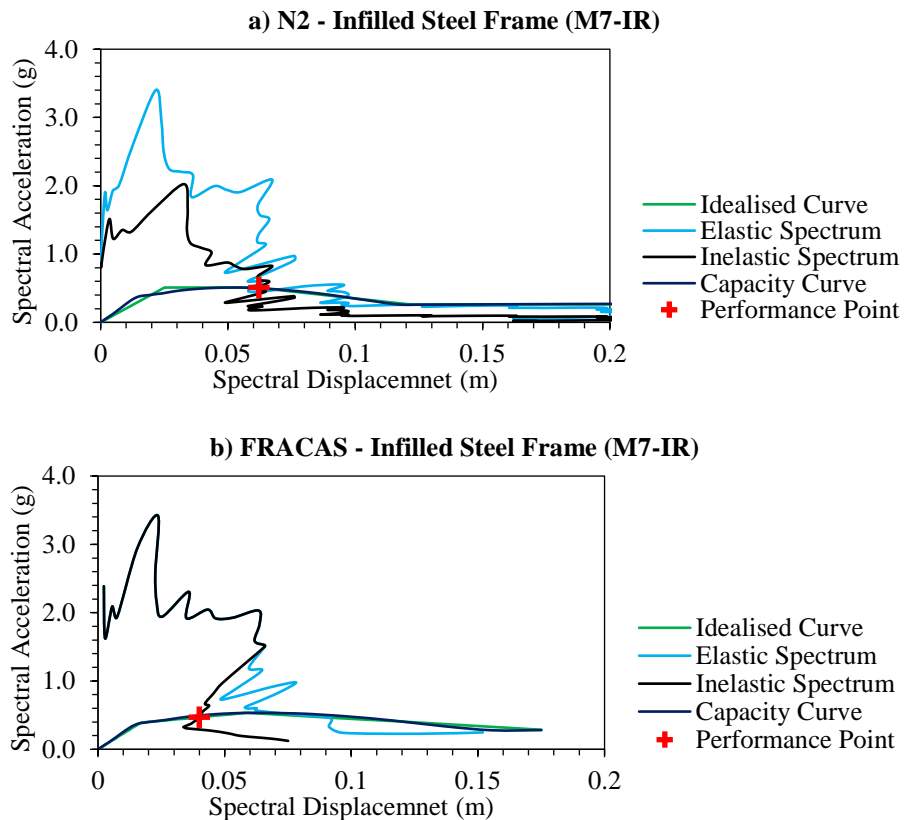 a) N2 - Infilled Steel Frame (M7-IR)
4.0
3.0
2.0
1.0
0.0
Spectral Acceleration (g)
0
0.05
0.1
0.15
0.2
Spectral Displacemnet (m)
Idealised Curve
Elastic Spectrum
Inelastic Spectrum
Capacity Curve
Performance Point
b) FRACAS - Infilled Steel Frame (M7-IR)
4.0
3.0
2.0
1.0
0.0
Spectral Acceleration (g)
0
0.05
0.1
0.15
0.2
Spectral Displacemnet (m)
Idealised Curve
Elastic Spectrum
Inelastic Spectrum
Capacity Curve
Performance Point